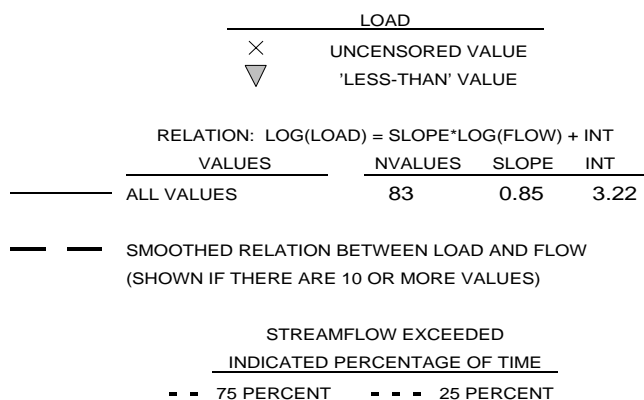 LOAD
UNCENSORED VALUE
'LESS-THAN' VALUE
RELATION: LOG(LOAD) = SLOPE*LOG(FLOW) + INT
VALUES NVALUES SLOPE INT
ALL VALUES 83 0.85 3.22
SMOOTHED RELATION BETWEEN LOAD AND FLOW
(SHOWN IF THERE ARE 10 OR MORE VALUES)
STREAMFLOW EXCEEDED
INDICATED PERCENTAGE OF TIME
75 PERCENT 25 PERCENT